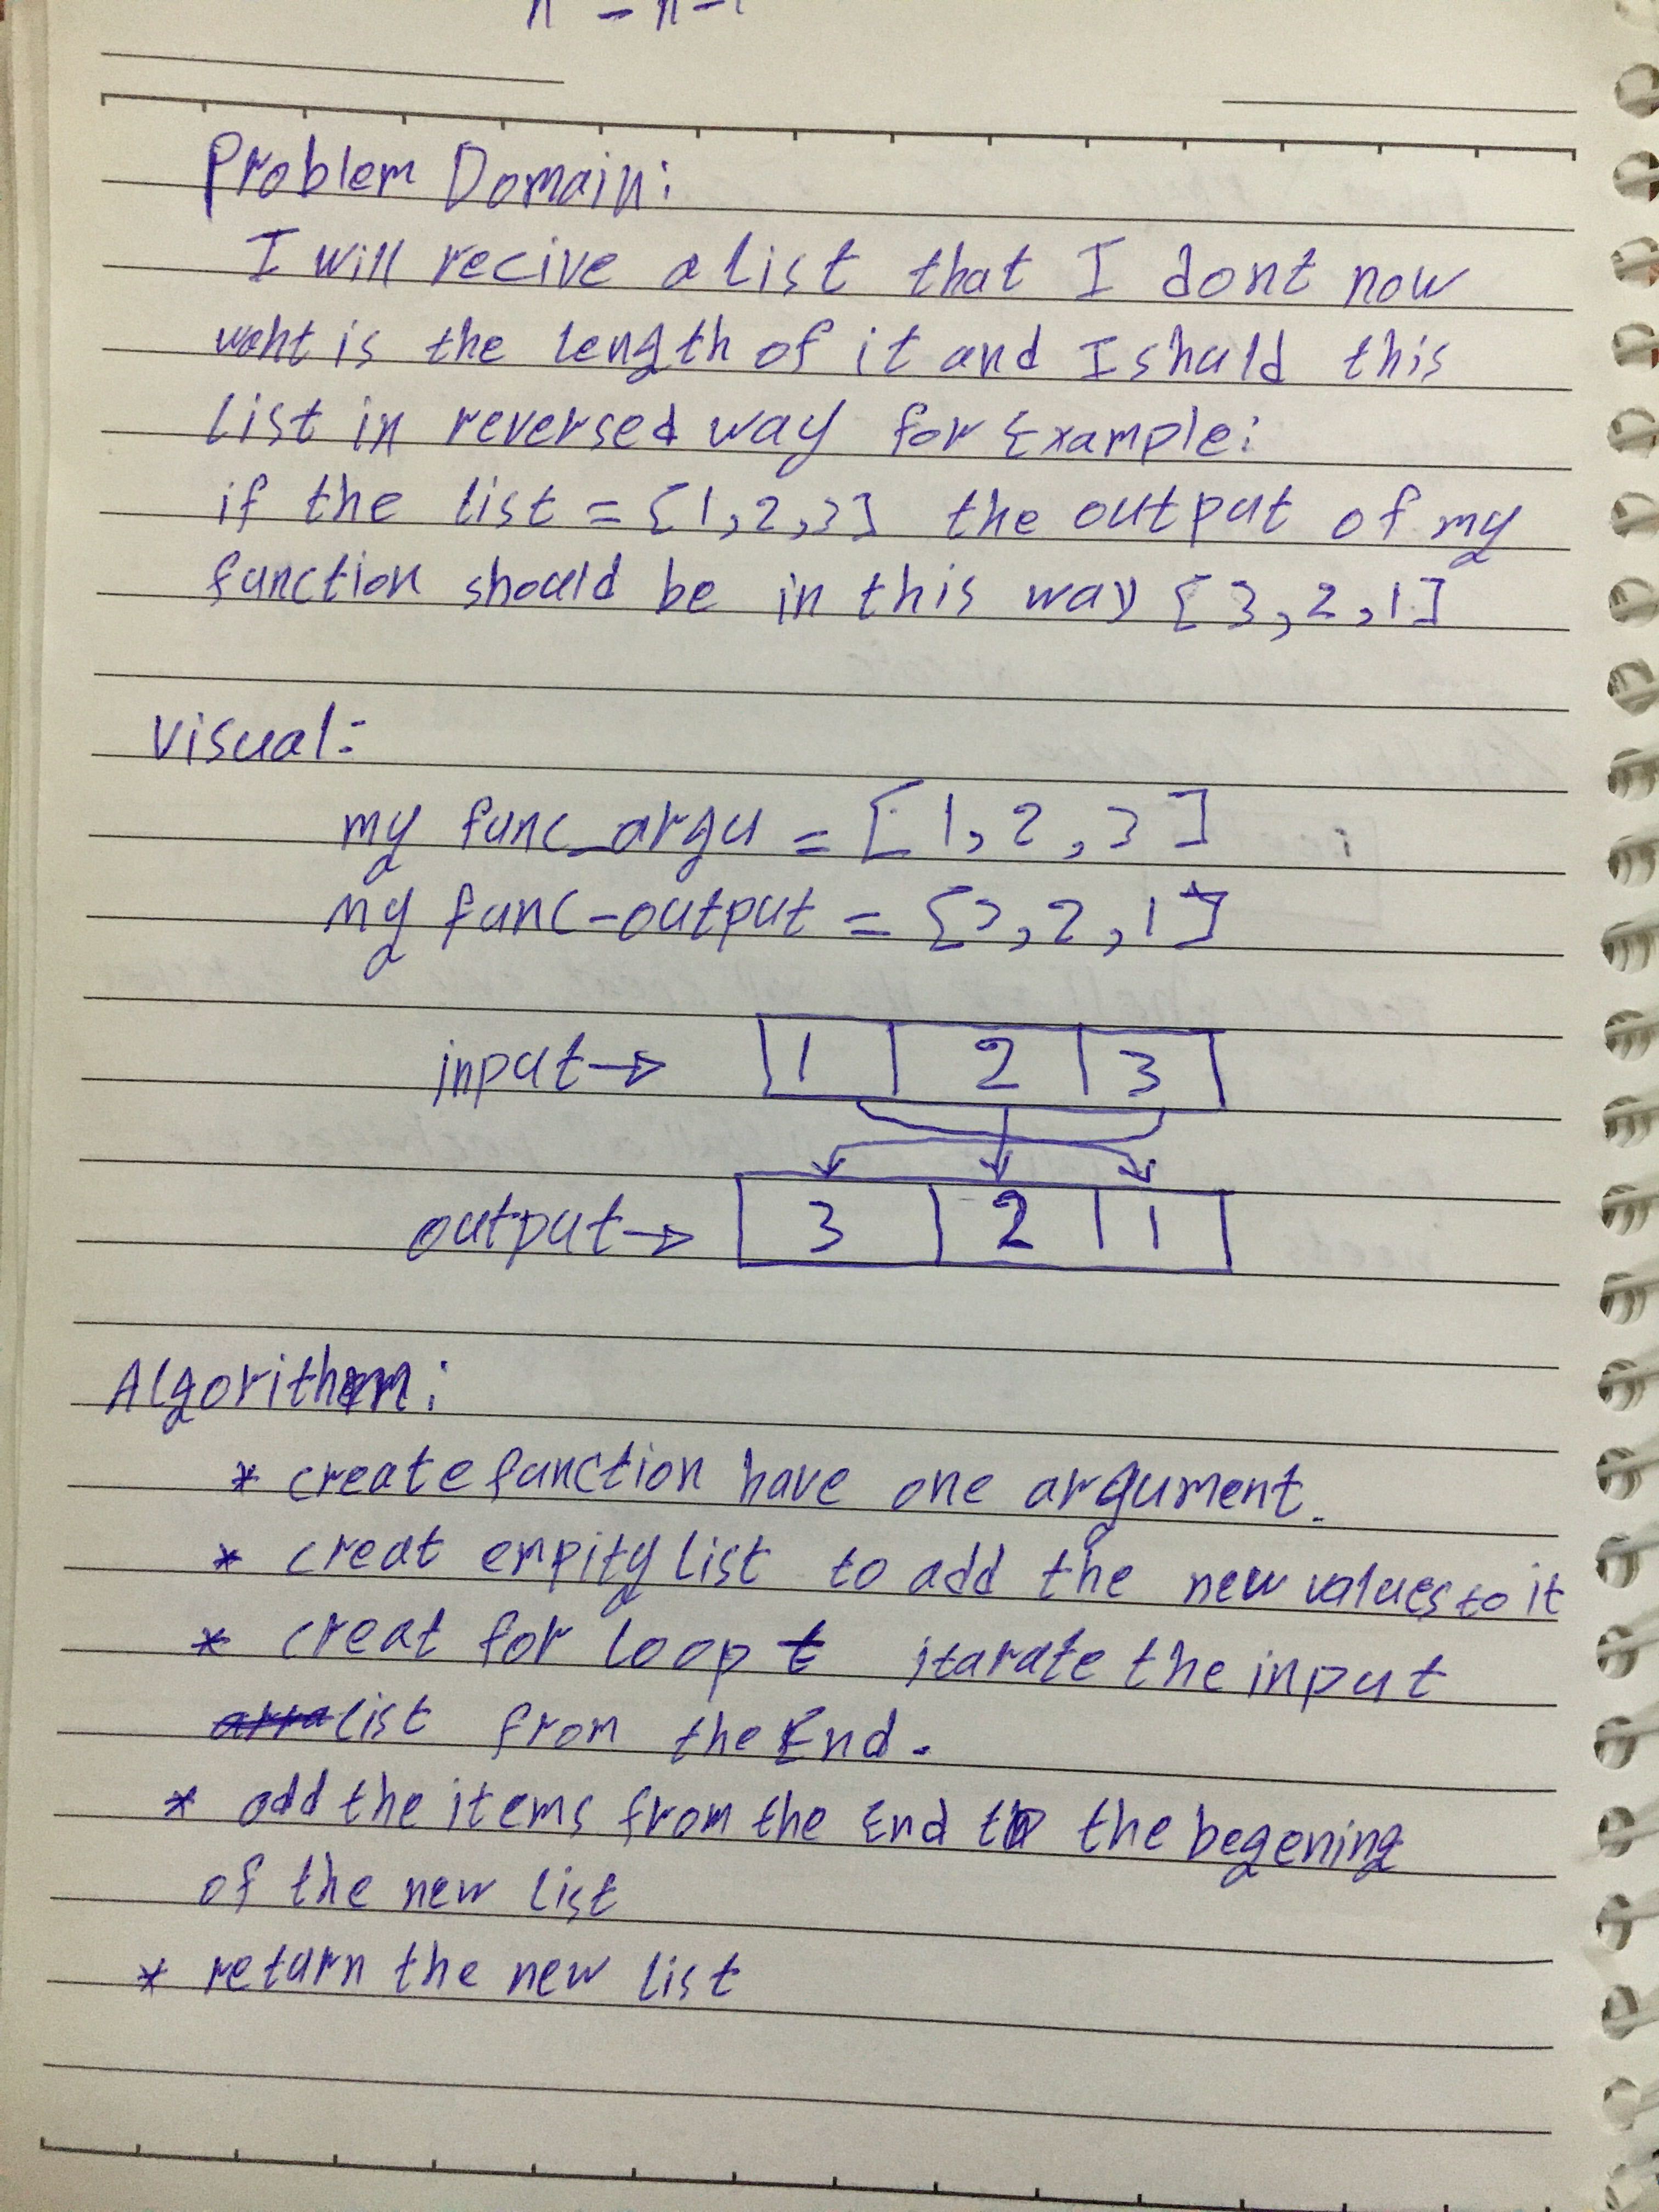 Problem Domain:
I will recive a list that I dont now
waht is the length of it and I shuld this
list in reversed way for Example:
if the list = [1,2,3] the output of my
function should be in this way [3,2,1]
visual:
my func_argu = [1,2,3]
my func-output = [3,2,1]
input→ 1 2 3
output→ 3 2 1
Algorithm:
* create function have one argument.
* creat empity list to add the new values to it
* creat for loop t itarate the input
list from the End.
* add the items from the End to the begening
of the new list
* return the new list